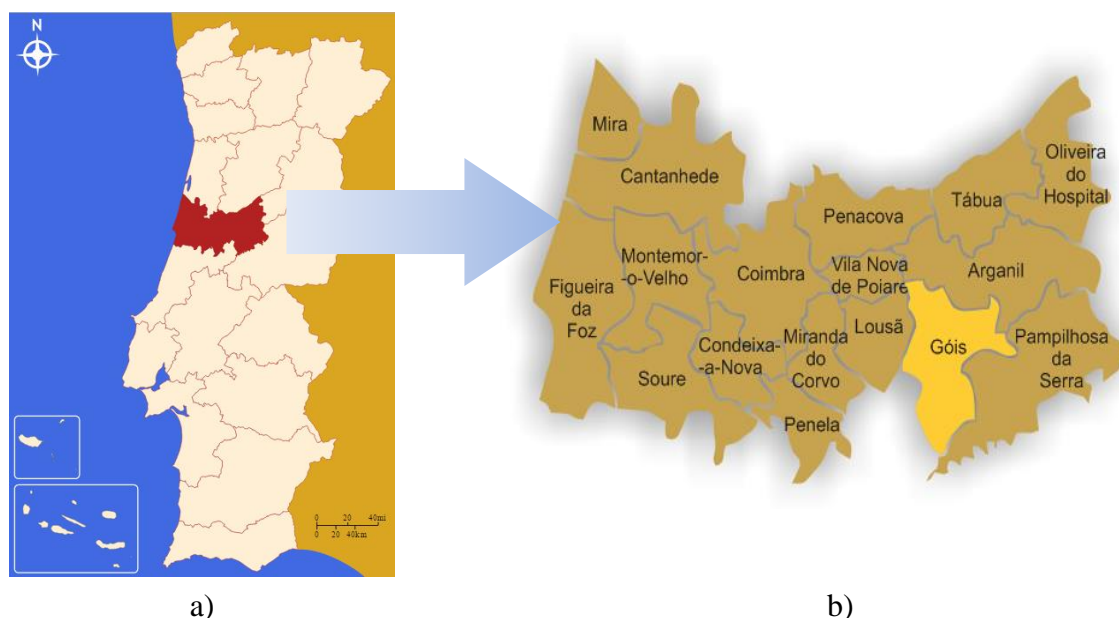 N
0 20 40mi
0 20 40km
a)
Mira
Cantanhede
Oliveira
do
Hospital
Tábua
Penacova
Montemor-
-o-Velho
Coimbra
Vila Nova
de Poiare
Arganil
Figueira
da
Foz
Lousã
Miranda
do
Corvo
Condeixa-
-a-Nova
Góis
Pampilhosa
da
Serra
Soure
Penela
b)